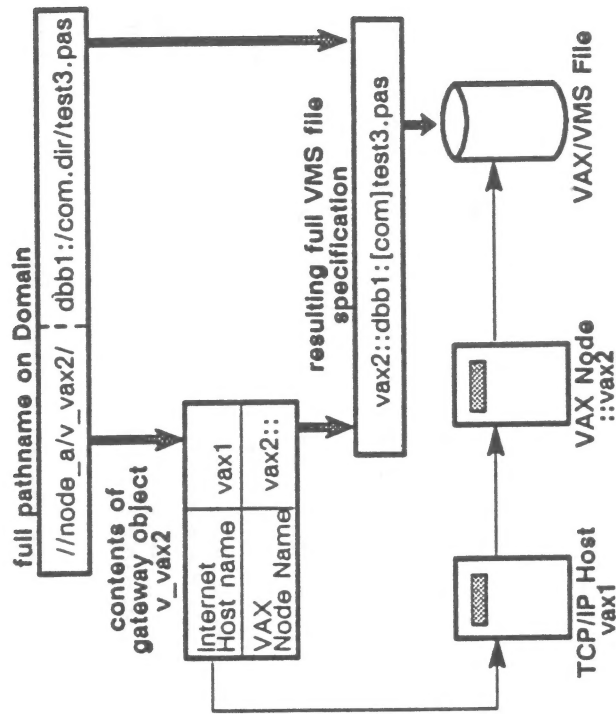 full pathname on Domain
//node_a/v_vax2/ dbb1:/com.dir/test3.pas
contents of
gateway object
v_vax2
Internet
Host name
vax1
VAX
Node Name
vax2::
resulting full VMS file
specification
vax2::dbb1:[com]test3.pas
TCP/IP Host
vax1
VAX Node
::vax2
VAX/VMS File